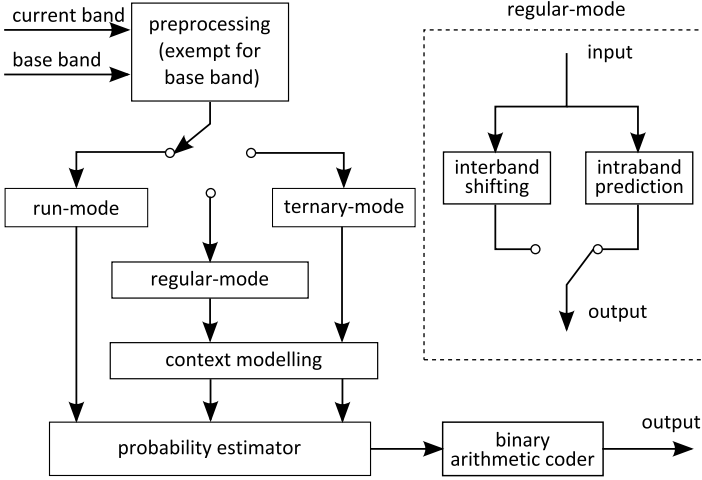 current band
base band
preprocessing
(exempt for
base band)
run-mode
ternary-mode
regular-mode
context modelling
probability estimator
binary
arithmetic coder
output
regular-mode
input
interband
shifting
intraband
prediction
output